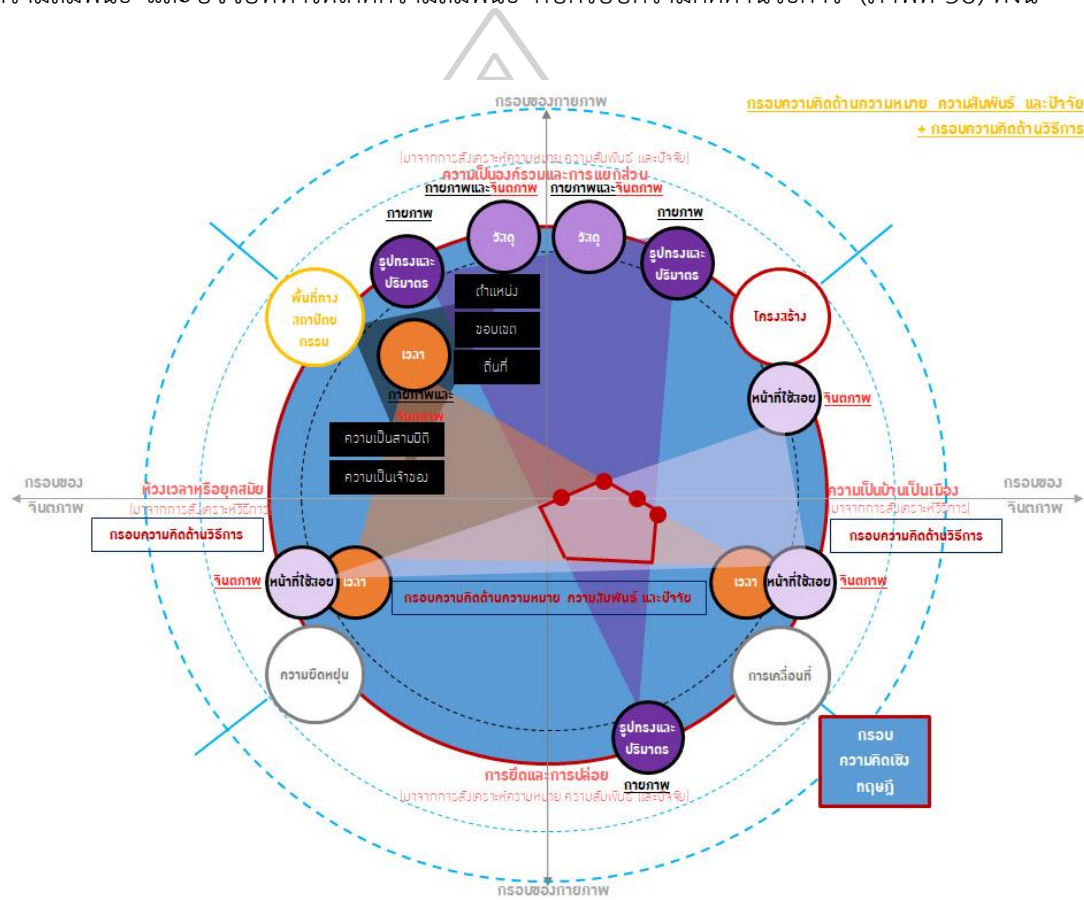 กรอบของกายภาพ
กรอบความคิดด้านความหมาย ความสัมพันธ์ และปัจจัย
+ กรอบความคิดด้านวิธีการ
(มาจากการสังเคราะห์ความหมาย ความสัมพันธ์ และปัจจัย)
ความเป็นองค์รวมและการแยกส่วน
กายภาพและจินตภาพ กายภาพและจินตภาพ
กายภาพ
กายภาพ
วัสดุ
วัสดุ
รูปทรงและ
ปริมาตร
รูปทรงและ
ปริมาตร
พื้นที่ทาง
สถาปัตย
กรรม
ตำแหน่ง
ขอบเขต
ถิ่นที่
โครงสร้าง
เวลา
กายภาพและ
จินตภาพ
หน้าที่ใช้สอย จินตภาพ
ความเป็นสามมิติ
ความเป็นเจ้าของ
กรอบของ
จินตภาพ
ห้วงเวลาหรือยุคสมัย
(มาจากการสังเคราะห์วิธีการ)
กรอบความคิดด้านวิธีการ
ความเป็นบ้านเป็นเมือง
(มาจากการสังเคราะห์วิธีการ)
กรอบความคิดด้านวิธีการ
กรอบของ
จินตภาพ
จินตภาพ หน้าที่ใช้สอย เวลา
กรอบความคิดด้านความหมาย ความสัมพันธ์ และปัจจัย
เวลา หน้าที่ใช้สอย จินตภาพ
ความยืดหยุ่น
การเคลื่อนที่
รูปทรงและ
ปริมาตร
กายภาพ
กรอบ
ความคิดเชิง
ทฤษฎี
การยึดและการปล่อย
(มาจากการสังเคราะห์ความหมาย ความสัมพันธ์ และปัจจัย)
กรอบของกายภาพ